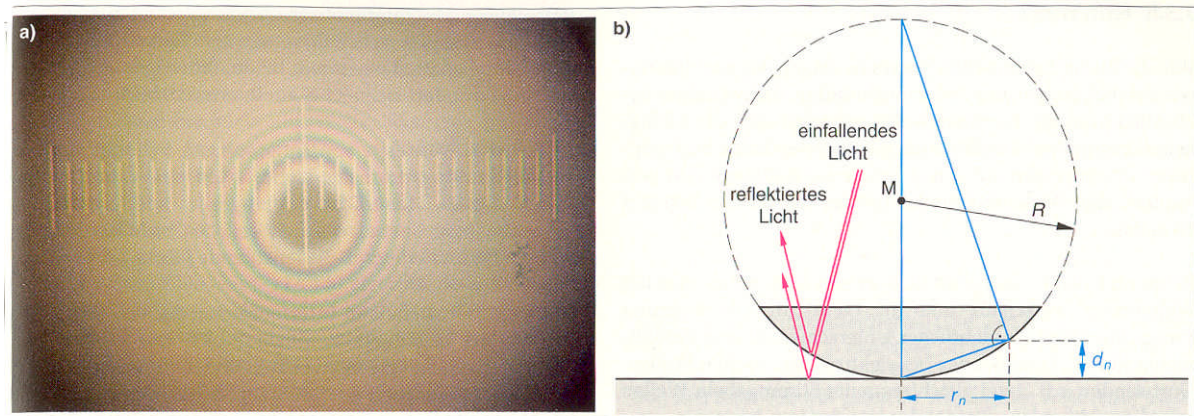 a)
b)
einfallendes
Licht
reflektiertes
Licht
M
R
d_n
r_n